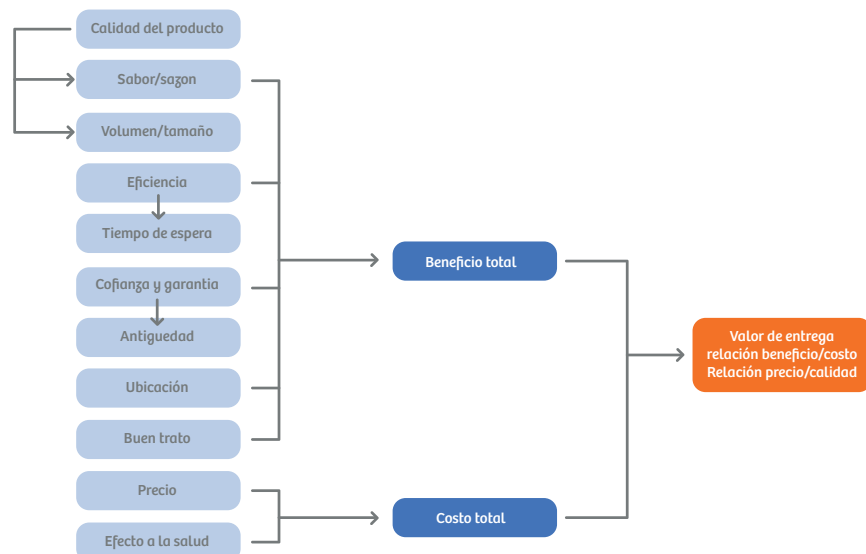 Calidad del producto
Sabor/sazon
Volumen/tamaño
Eficiencia
Tiempo de espera
Cofianza y garantia
Antiguedad
Ubicación
Buen trato
Precio
Efecto a la salud
Beneficio total
Costo total
Valor de entrega
relación beneficio/costo
Relación precio/calidad